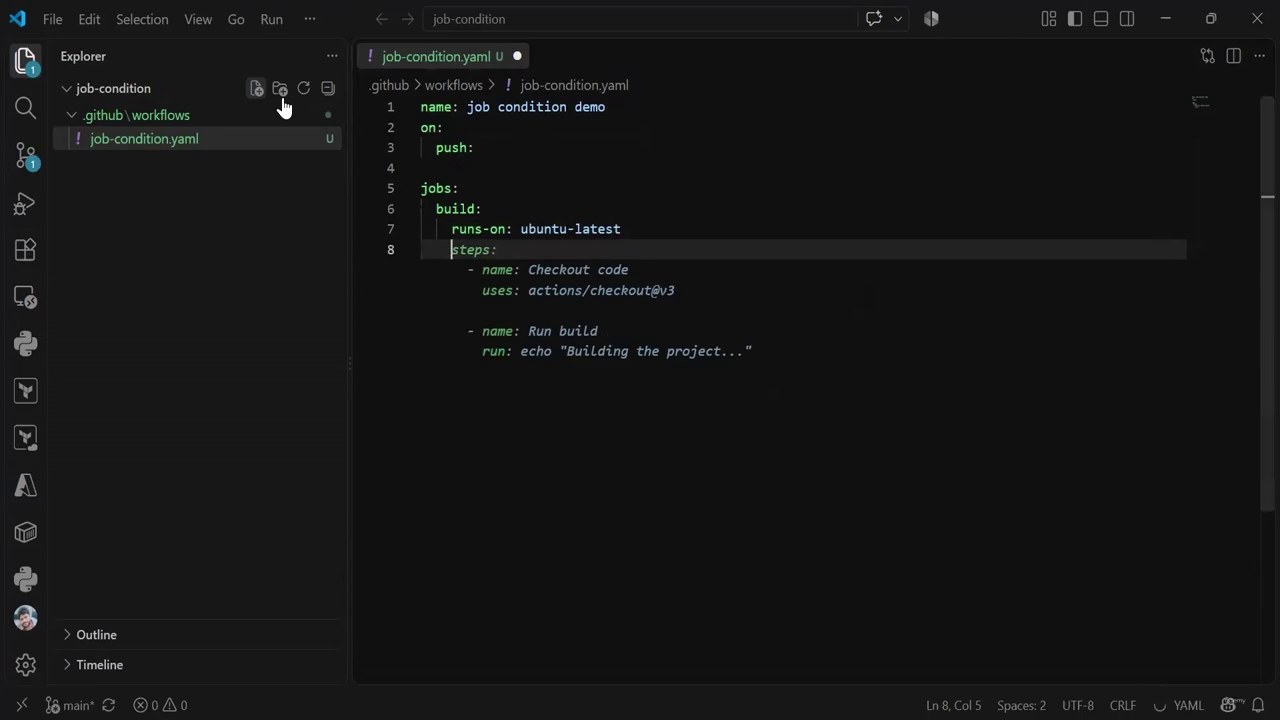 File Edit Selection View Go Run ··· job-condition
Explorer ···
job-condition
.github\workflows
job-condition.yaml U
Outline
Timeline
job-condition.yaml U
.github > workflows > job-condition.yaml
1 name: job condition demo
2 on:
3 push:
4
5 jobs:
6 build:
7 runs-on: ubuntu-latest
8 steps:
- name: Checkout code
uses: actions/checkout@v3
- name: Run build
run: echo "Building the project..."
1
1
main* 0 0 Ln 8, Col 5 Spaces: 2 UTF-8 CRLF YAML